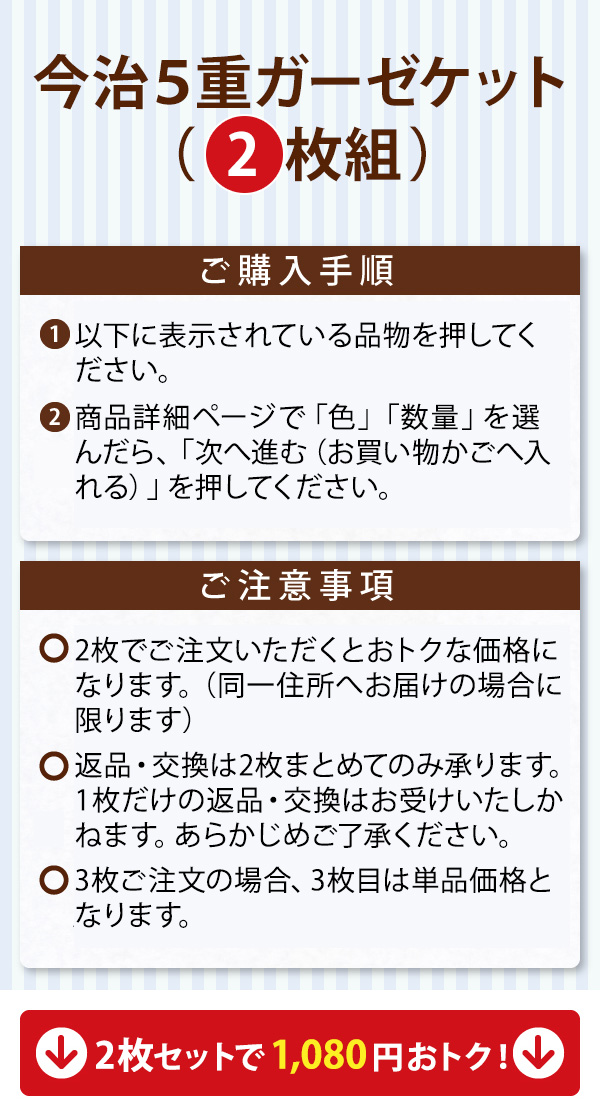 今治5重ガーゼケット
（2枚組）
ご購入手順
1 以下に表示されている品物を押してく
ださい。
2 商品詳細ページで「色」「数量」を選
んだら、「次へ進む（お買い物かごへ入
れる）」を押してください。
ご注意事項
○ 2枚でご注文いただくとおトクな価格に
なります。（同一住所へお届けの場合に
限ります）
○ 返品・交換は2枚まとめてのみ承ります。
1枚だけの返品・交換はお受けいたしか
ねます。あらかじめご了承ください。
○ 3枚ご注文の場合、3枚目は単品価格と
なります。
2枚セットで1,080円おトク！